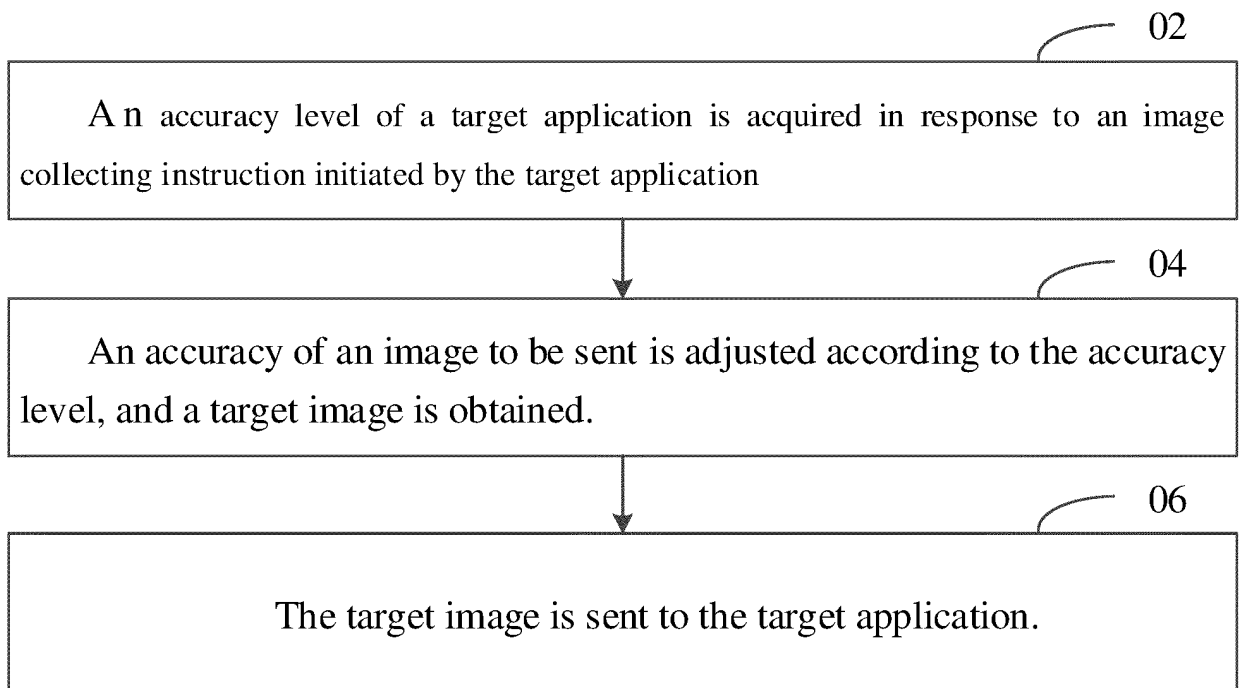 02
An accuracy level of a target application is acquired in response to an image
collecting instruction initiated by the target application
04
An accuracy of an image to be sent is adjusted according to the accuracy
level, and a target image is obtained.
06
The target image is sent to the target application.